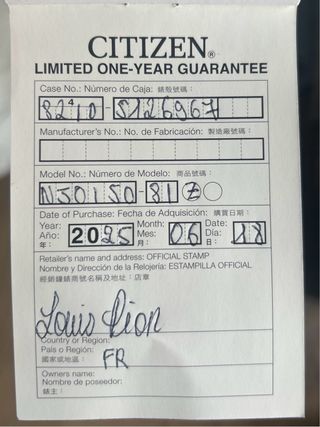 CITIZEN®
LIMITED ONE-YEAR GUARANTEE
Case No.: Número de Caja: 錶殼號碼:
8210-S126967
Manufacturer's No.: No. de Fabricación: 製造廠號碼:
Model No.: Número de Modelo: 商品號碼:
NJ0150-81Z
Date of Purchase: Fecha de Adquisición: 購買日期:
Year: 2025 Month: 06 Date: 18
Año: Mes: Día:
年: 月: 日:
Retailer's name and address: OFFICIAL STAMP
Nombre y Dirección de la Relojería: ESTAMPILLA OFFICIAL
經銷鐘錶商號名稱及地址:店章
Louis Pion
Country or Region:
País o Región:
國家或地區: FR
Owners name:
Nombre de poseedor:
錶主: